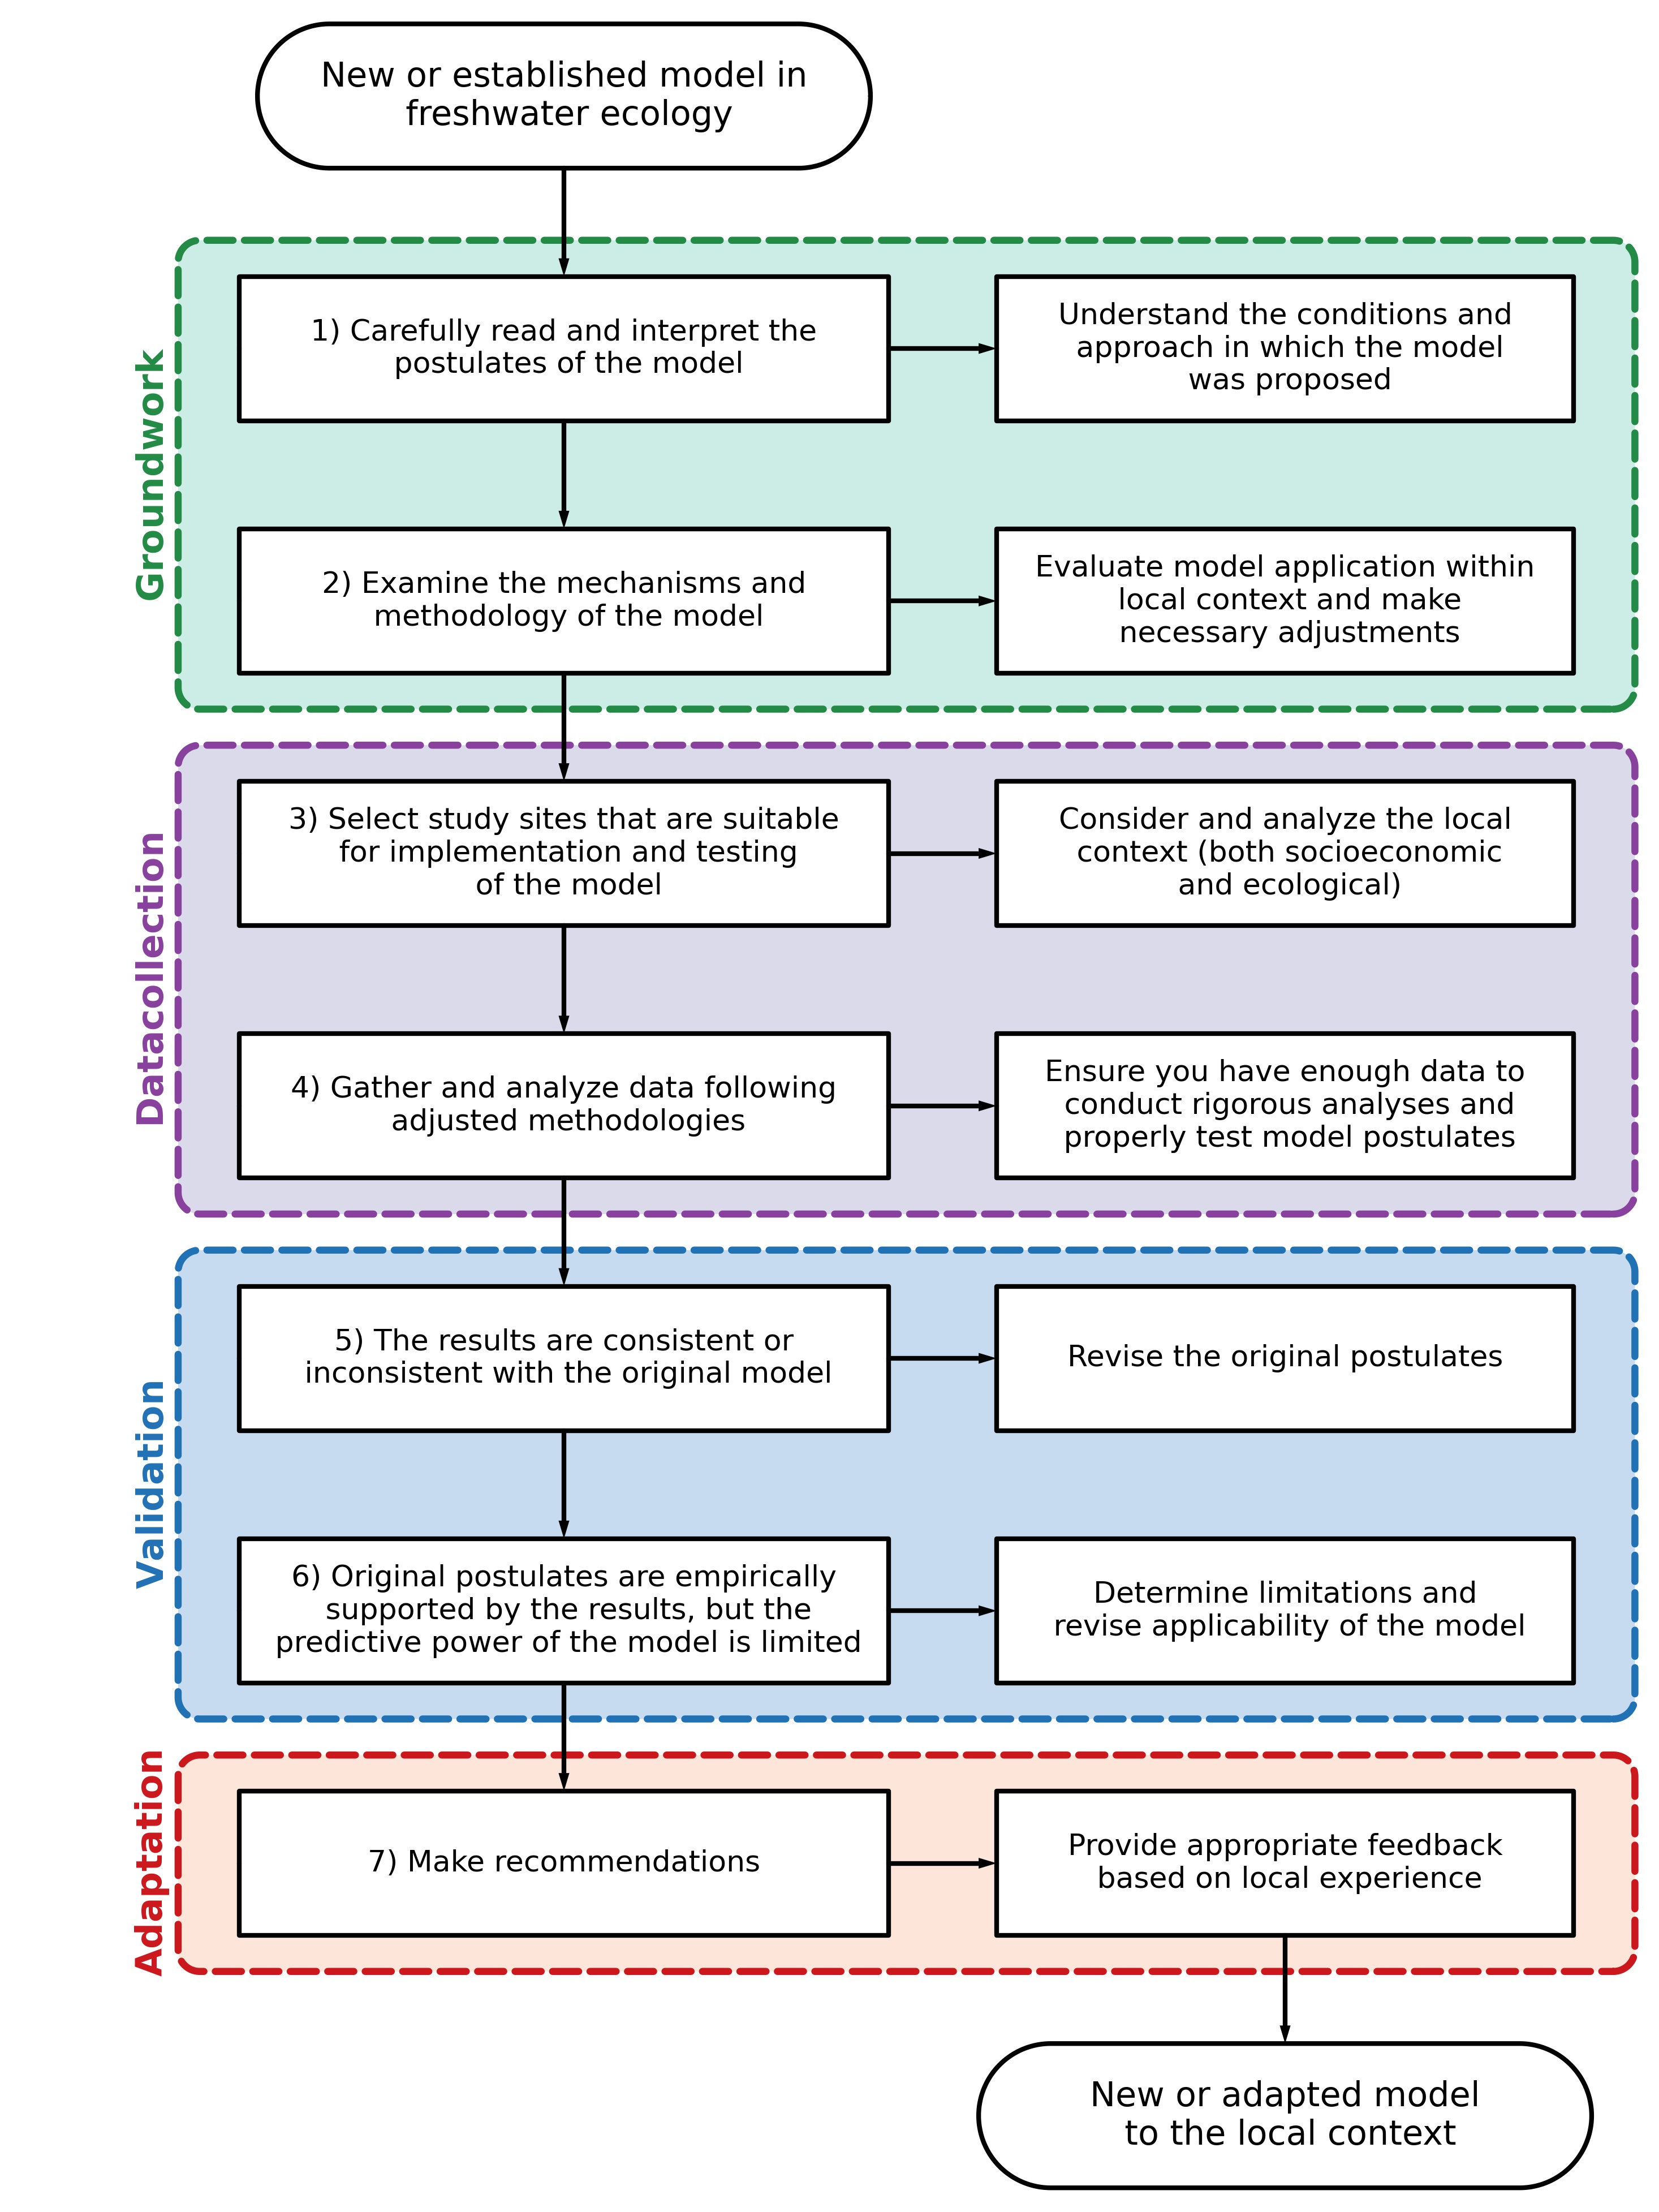 New or established model in
freshwater ecology
Groundwork
1) Carefully read and interpret the
postulates of the model
Understand the conditions and
approach in which the model
was proposed
2) Examine the mechanisms and
methodology of the model
Evaluate model application within
local context and make
necessary adjustments
Datacollection
3) Select study sites that are suitable
for implementation and testing
of the model
Consider and analyze the local
context (both socioeconomic
and ecological)
4) Gather and analyze data following
adjusted methodologies
Ensure you have enough data to
conduct rigorous analyses and
properly test model postulates
Validation
5) The results are consistent or
inconsistent with the original model
Revise the original postulates
6) Original postulates are empirically
supported by the results, but the
predictive power of the model is limited
Determine limitations and
revise applicability of the model
Adaptation
7) Make recommendations
Provide appropriate feedback
based on local experience
New or adapted model
to the local context